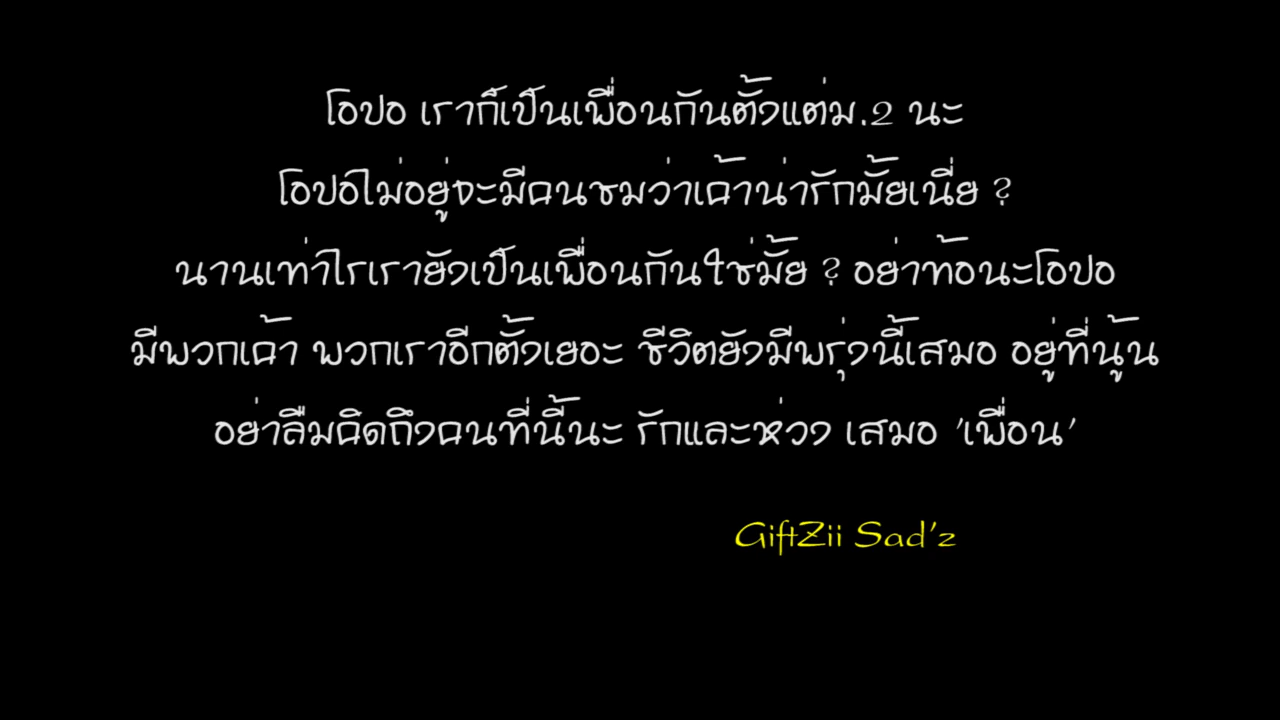 โอปอ เราก็เป็นเพื่อนกันตั้งแต่ม.2 นะ
โอปอไม่อยู่จะมีคนชมว่าเค้าน่ารักมั้ยเนี่ย ?
นานเท่าไรเรายังเป็นเพื่อนกันใช่มั้ย ? อย่าท้อนะโอปอ
มีพวกเค้า พวกเราอีกตั้งเยอะ ชีวิตยังมีพรุ่งนี้เสมอ อยู่ที่นู้น
อย่าลืมคิดถึงคนที่นี้นะ รักและห่วง เสมอ 'เพื่อน'
GiftZii Sad'z